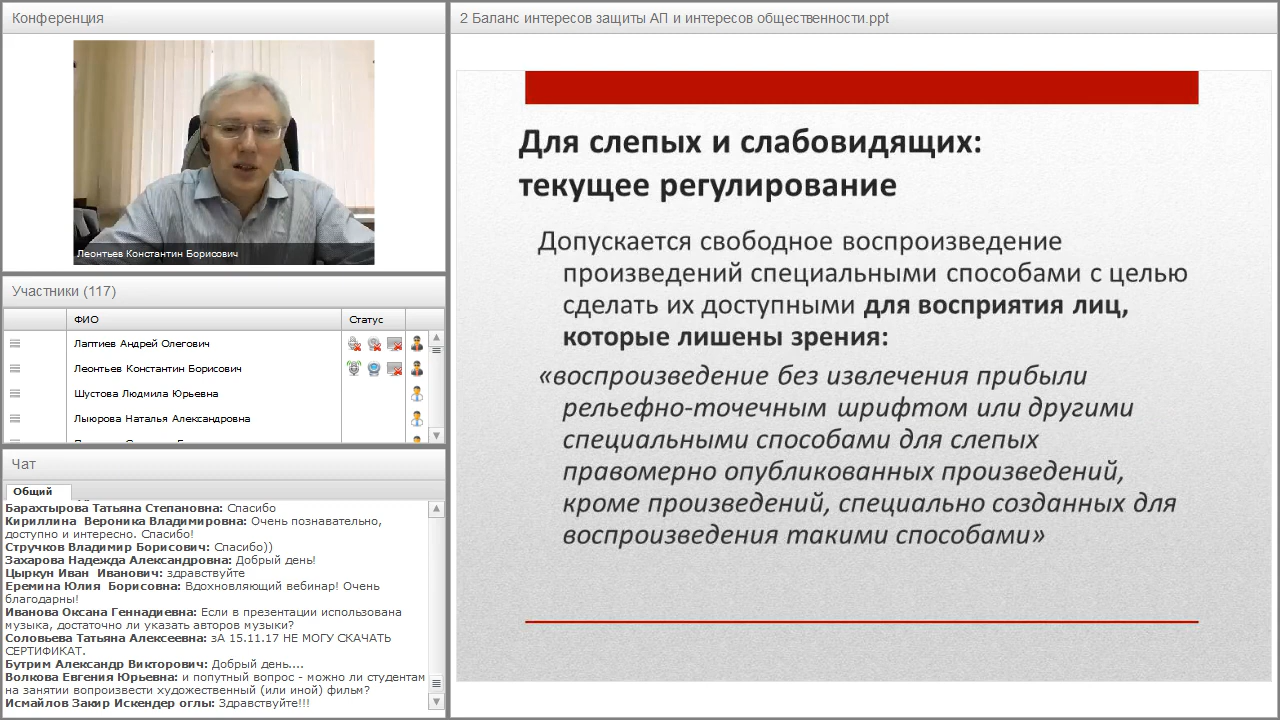 Конференция
Леонтьев Константин Борисович
Участники (117)
ФИО
Статус
Лаптиев Андрей Олегович
Леонтьев Константин Борисович
Шустова Людмила Юрьевна
Лыюрова Наталья Александровна
Чат
Общий
Барахтырова Татьяна Степановна: Спасибо
Кириллина Вероника Владимировна: Очень познавательно,
доступно и интересно. Спасибо!
Стручков Владимир Борисович: Спасибо))
Захарова Надежда Александровна: Добрый день!
Цыркун Иван Иванович: здравствуйте
Еремина Юлия Борисовна: Вдохновляющий вебинар! Очень
благодарны!
Иванова Оксана Геннадиевна: Если в презентации использована
музыка, достаточно ли указать авторов музыки?
Соловьева Татьяна Алексеевна: зА 15.11.17 НЕ МОГУ СКАЧАТЬ
СЕРТИФИКАТ.
Бутрим Александр Викторович: Добрый день....
Волкова Евгения Юрьевна: и попутный вопрос - можно ли студентам
на занятии вопроизвести художественный (или иной) фильм?
Исмайлов Закир Искендер оглы: Здравствуйте!!!
2 Баланс интересов защиты АП и интересов общественности.ppt
Для слепых и слабовидящих:
текущее регулирование
Допускается свободное воспроизведение
произведений специальными способами с целью
сделать их доступными для восприятия лиц,
которые лишены зрения:
«воспроизведение без извлечения прибыли
рельефно-точечным шрифтом или другими
специальными способами для слепых
правомерно опубликованных произведений,
кроме произведений, специально созданных для
воспроизведения такими способами»